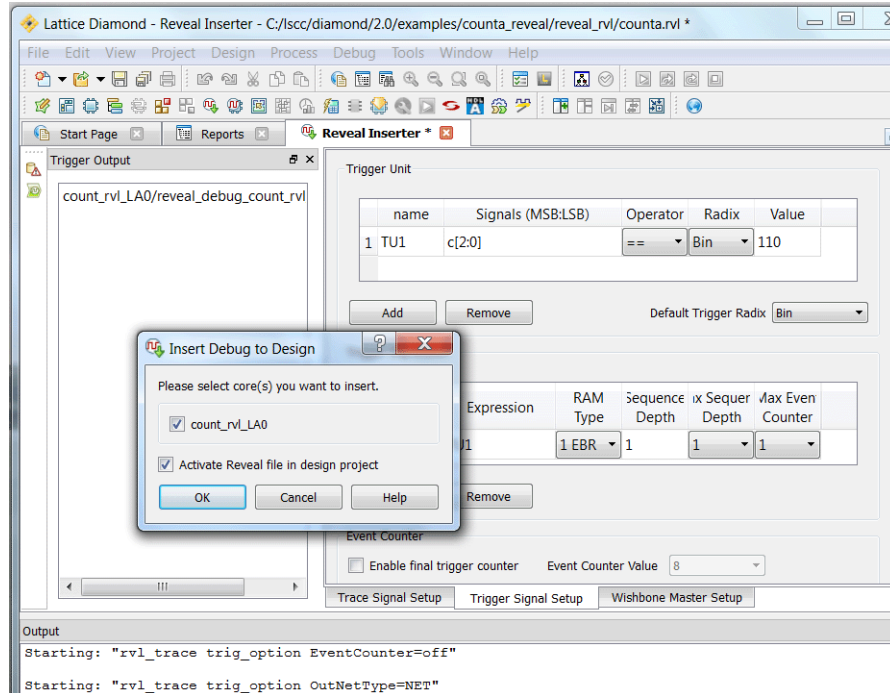 Lattice Diamond - Reveal Inserter - C:/lscc/diamond/2.0/examples/counta_reveal/reveal_rvl/counta.rvl *
File Edit View Project Design Process Debug Tools Window Help
Start Page Reports Reveal Inserter *
Trigger Output
count_rvl_LA0/reveal_debug_count_rvl
Trigger Unit
name Signals (MSB:LSB) Operator Radix Value
1 TU1 c[2:0] == Bin 110
Add Remove Default Trigger Radix Bin
Insert Debug to Design
Please select core(s) you want to insert.
count_rvl_LA0
Activate Reveal file in design project
OK Cancel Help
Expression RAM Type Sequence Depth ıx Sequer Depth Max Even Counter
J1 1 EBR 1 1 1
Remove
Event Counter
Enable final trigger counter Event Counter Value 8
Trace Signal Setup Trigger Signal Setup Wishbone Master Setup
Output
Starting: "rvl_trace trig_option EventCounter=off"
Starting: "rvl_trace trig_option OutNetType=NET"